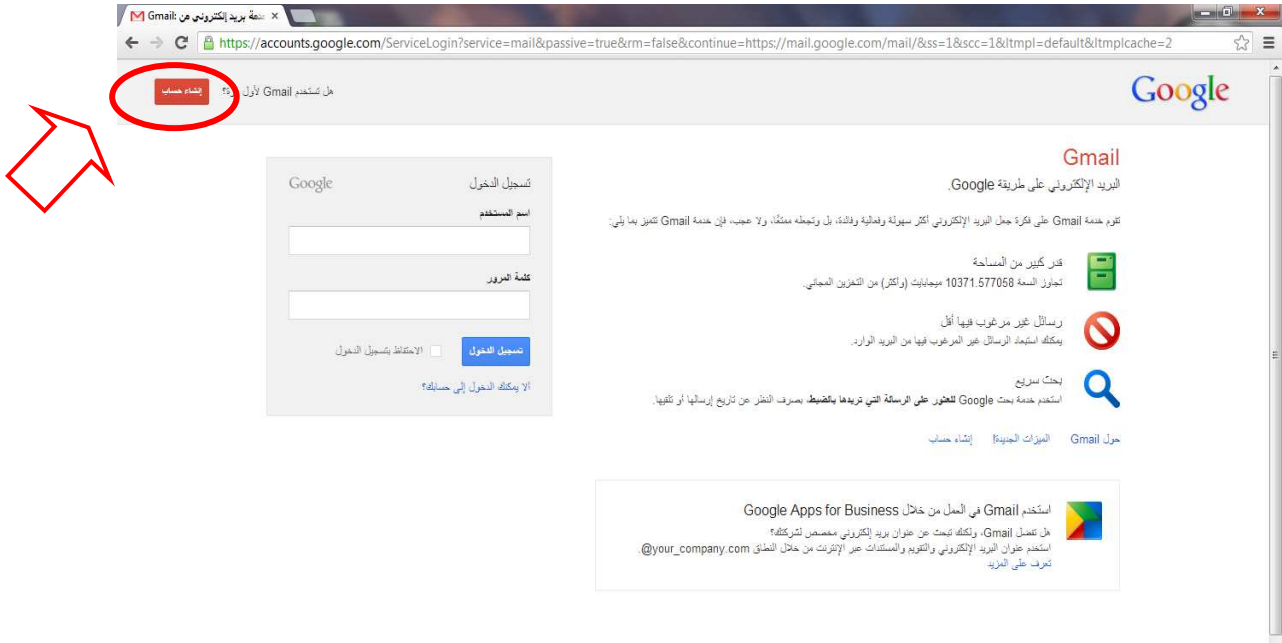 Gmail: خدمة بريد إلكتروني من
https://accounts.google.com/ServiceLogin?service=mail&passive=true&rm=false&continue=https://mail.google.com/mail/&ss=1&scc=1&ltmpl=default&ltmplcache=2
Google
هل تستخدم Gmail لأول مرة؟
إنشاء حساب
Gmail
البريد الإلكتروني على طريقة Google.
تقوم خدمة Gmail على فكرة جعل البريد الإلكتروني أكثر سهولة وفعالية وفائدة، بل وتجعله ممتعًا، ولا عجب، فإن خدمة Gmail تتميز بما يلي:
قدر كبير من المساحة
تجاوز السعة 10371.577058 ميجابايت (وأكثر) من التخزين المجاني.
رسائل غير مرغوب فيها أقل
يمكنك استبعاد الرسائل غير المرغوب فيها من البريد الوارد.
بحث سريع
استخدم خدمة بحث Google للعثور على الرسالة التي تريدها بالضبط، بصرف النظر عن تاريخ إرسالها أو تلقيها.
حول Gmail الميزات الجديدة! إنشاء حساب
استخدم Gmail في العمل من خلال Google Apps for Business
هل تفضل Gmail، ولكنك تبحث عن عنوان بريد إلكتروني مخصص لشركتك؟
استخدم عنوان البريد الإلكتروني والتقويم والمستندات عبر الإنترنت من خلال النطاق @your_company.com.
تعرف على المزيد
تسجيل الدخول Google
اسم المستخدم
كلمة المرور
تسجيل الدخول
الاحتفاظ بتسجيل الدخول
ألا يمكنك الدخول إلى حسابك؟